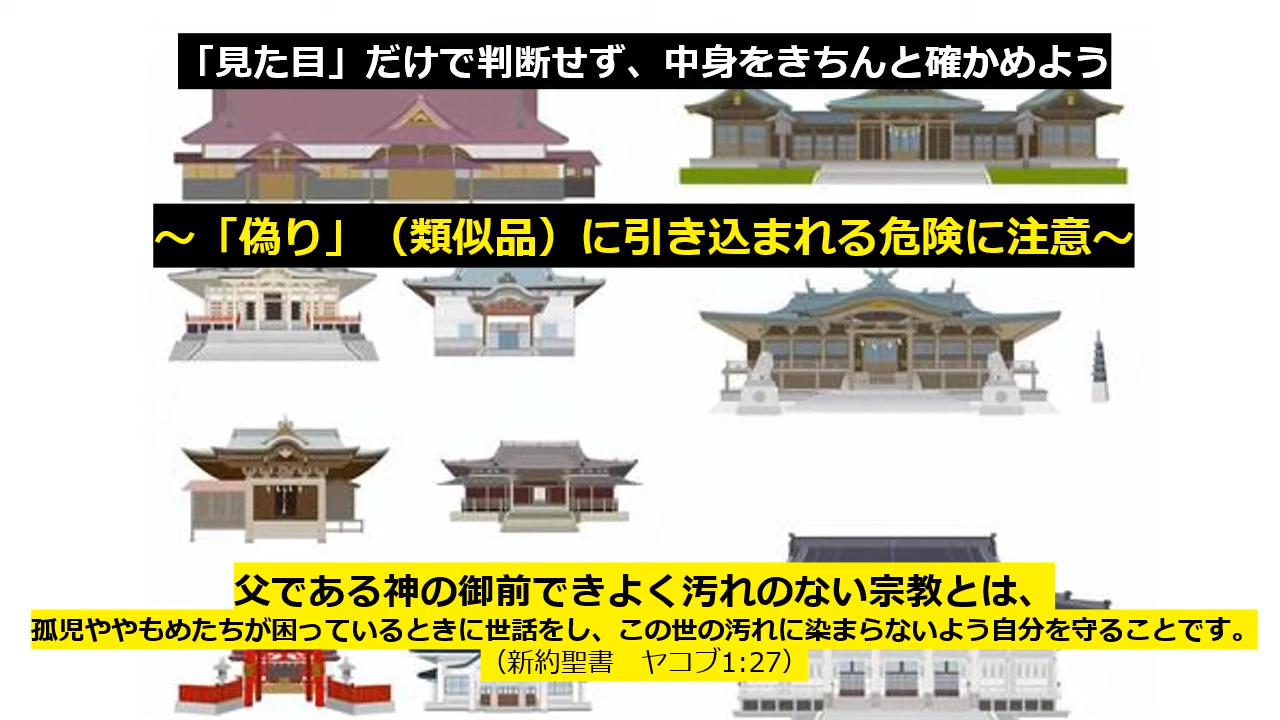 「見た目」だけで判断せず、中身をきちんと確かめよう
～「偽り」（類似品）に引き込まれる危険に注意～
父である神の御前できよく汚れのない宗教とは、
孤児ややもめたちが困っているときに世話をし、この世の汚れに染まらないよう自分を守ることです。
（新約聖書　ヤコブ1:27）